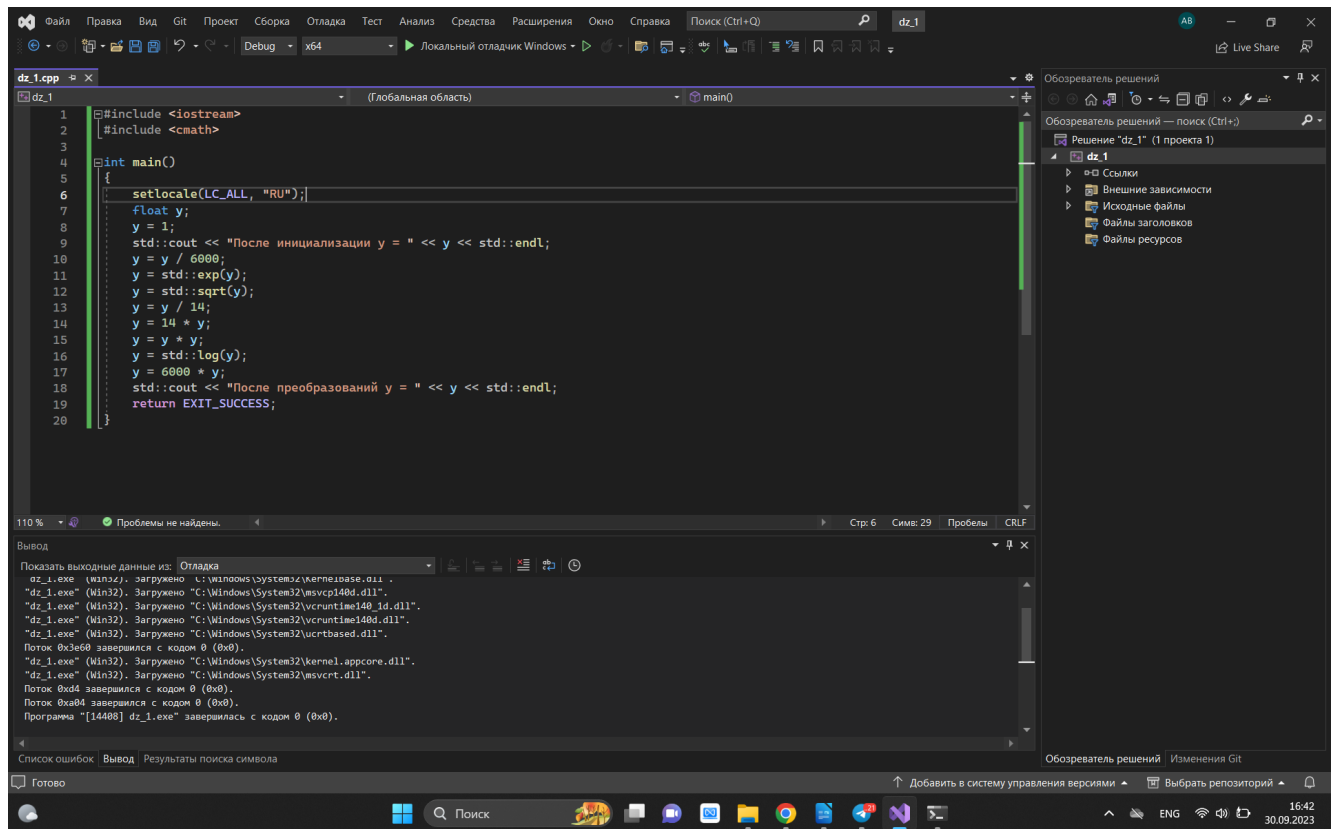 Файл Правка Вид Git Проект Сборка Отладка Тест Анализ Средства Расширения Окно Справка Поиск (Ctrl+Q) dz_1 AB
Debug x64 Локальный отладчик Windows Live Share
dz_1.cpp
dz_1 (Глобальная область) main()
1 #include <iostream>
2 #include <cmath>
3
4 int main()
5 {
6 setlocale(LC_ALL, "RU");
7 float y;
8 y = 1;
9 std::cout << "После инициализации y = " << y << std::endl;
10 y = y / 6000;
11 y = std::exp(y);
12 y = std::sqrt(y);
13 y = y / 14;
14 y = 14 * y;
15 y = y * y;
16 y = std::log(y);
17 y = 6000 * y;
18 std::cout << "После преобразований y = " << y << std::endl;
19 return EXIT_SUCCESS;
20 }
110 % Проблемы не найдены. Стр: 6 Симв: 29 Пробелы CRLF
Вывод
Показать выходные данные из: Отладка
"dz_1.exe" (Win32). Загружено "C:\Windows\System32\kernelbase.dll".
"dz_1.exe" (Win32). Загружено "C:\Windows\System32\msvcp140d.dll".
"dz_1.exe" (Win32). Загружено "C:\Windows\System32\vcruntime140_1d.dll".
"dz_1.exe" (Win32). Загружено "C:\Windows\System32\vcruntime140d.dll".
"dz_1.exe" (Win32). Загружено "C:\Windows\System32\ucrtbased.dll".
Поток 0x3e60 завершился с кодом 0 (0x0).
"dz_1.exe" (Win32). Загружено "C:\Windows\System32\kernel.appcore.dll".
"dz_1.exe" (Win32). Загружено "C:\Windows\System32\msvcrt.dll".
Поток 0xd4 завершился с кодом 0 (0x0).
Поток 0xa04 завершился с кодом 0 (0x0).
Программа "[14408] dz_1.exe" завершилась с кодом 0 (0x0).
Список ошибок Вывод Результаты поиска символа
Обозреватель решений
Обозреватель решений — поиск (Ctrl+;)
Решение "dz_1" (1 проекта 1)
dz_1
Ссылки
Внешние зависимости
Исходные файлы
Файлы заголовков
Файлы ресурсов
Обозреватель решений Изменения Git
Готово Добавить в систему управления версиями Выбрать репозиторий
Поиск 21 ENG 16:42
30.09.2023